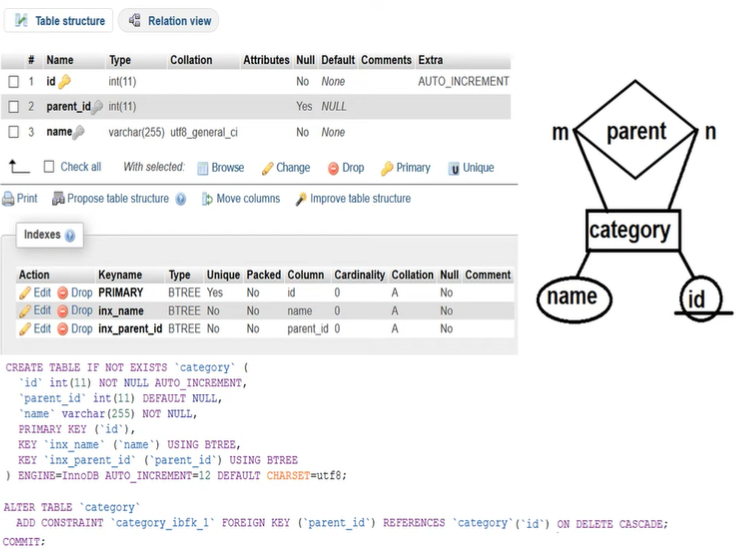 Table structure Relation view
# Name Type Collation Attributes Null Default Comments Extra
1 id int(11) No None AUTO_INCREMENT
2 parent_id int(11) Yes NULL
3 name varchar(255) utf8_general_ci No None
Check all With selected: Browse Change Drop Primary U Unique
Print Propose table structure Move columns Improve table structure
Indexes
Action Keyname Type Unique Packed Column Cardinality Collation Null Comment
Edit Drop PRIMARY BTREE Yes No id 0 A No
Edit Drop inx_name BTREE No No name 0 A No
Edit Drop inx_parent_id BTREE No No parent_id 0 A No
m parent n
category
name id
CREATE TABLE IF NOT EXISTS `category` (
`id` int(11) NOT NULL AUTO_INCREMENT,
`parent_id` int(11) DEFAULT NULL,
`name` varchar(255) NOT NULL,
PRIMARY KEY (`id`),
KEY `inx_name` (`name`) USING BTREE,
KEY `inx_parent_id` (`parent_id`) USING BTREE
) ENGINE=InnoDB AUTO_INCREMENT=12 DEFAULT CHARSET=utf8;
ALTER TABLE `category`
ADD CONSTRAINT `category_ibfk_1` FOREIGN KEY (`parent_id`) REFERENCES `category`(`id`) ON DELETE CASCADE;
COMMIT;